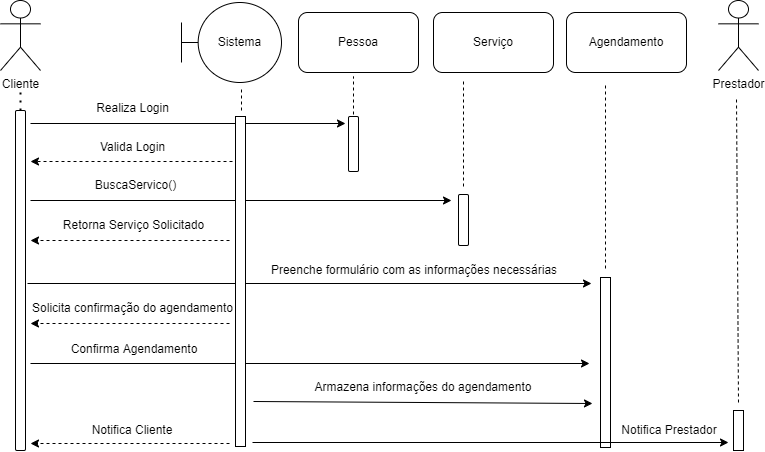 Sistema
Pessoa
Serviço
Agendamento
Cliente
Prestador
Realiza Login
Valida Login
BuscaServico()
Retorna Serviço Solicitado
Preenche formulário com as informações necessárias
Solicita confirmação do agendamento
Confirma Agendamento
Armazena informações do agendamento
Notifica Cliente
Notifica Prestador